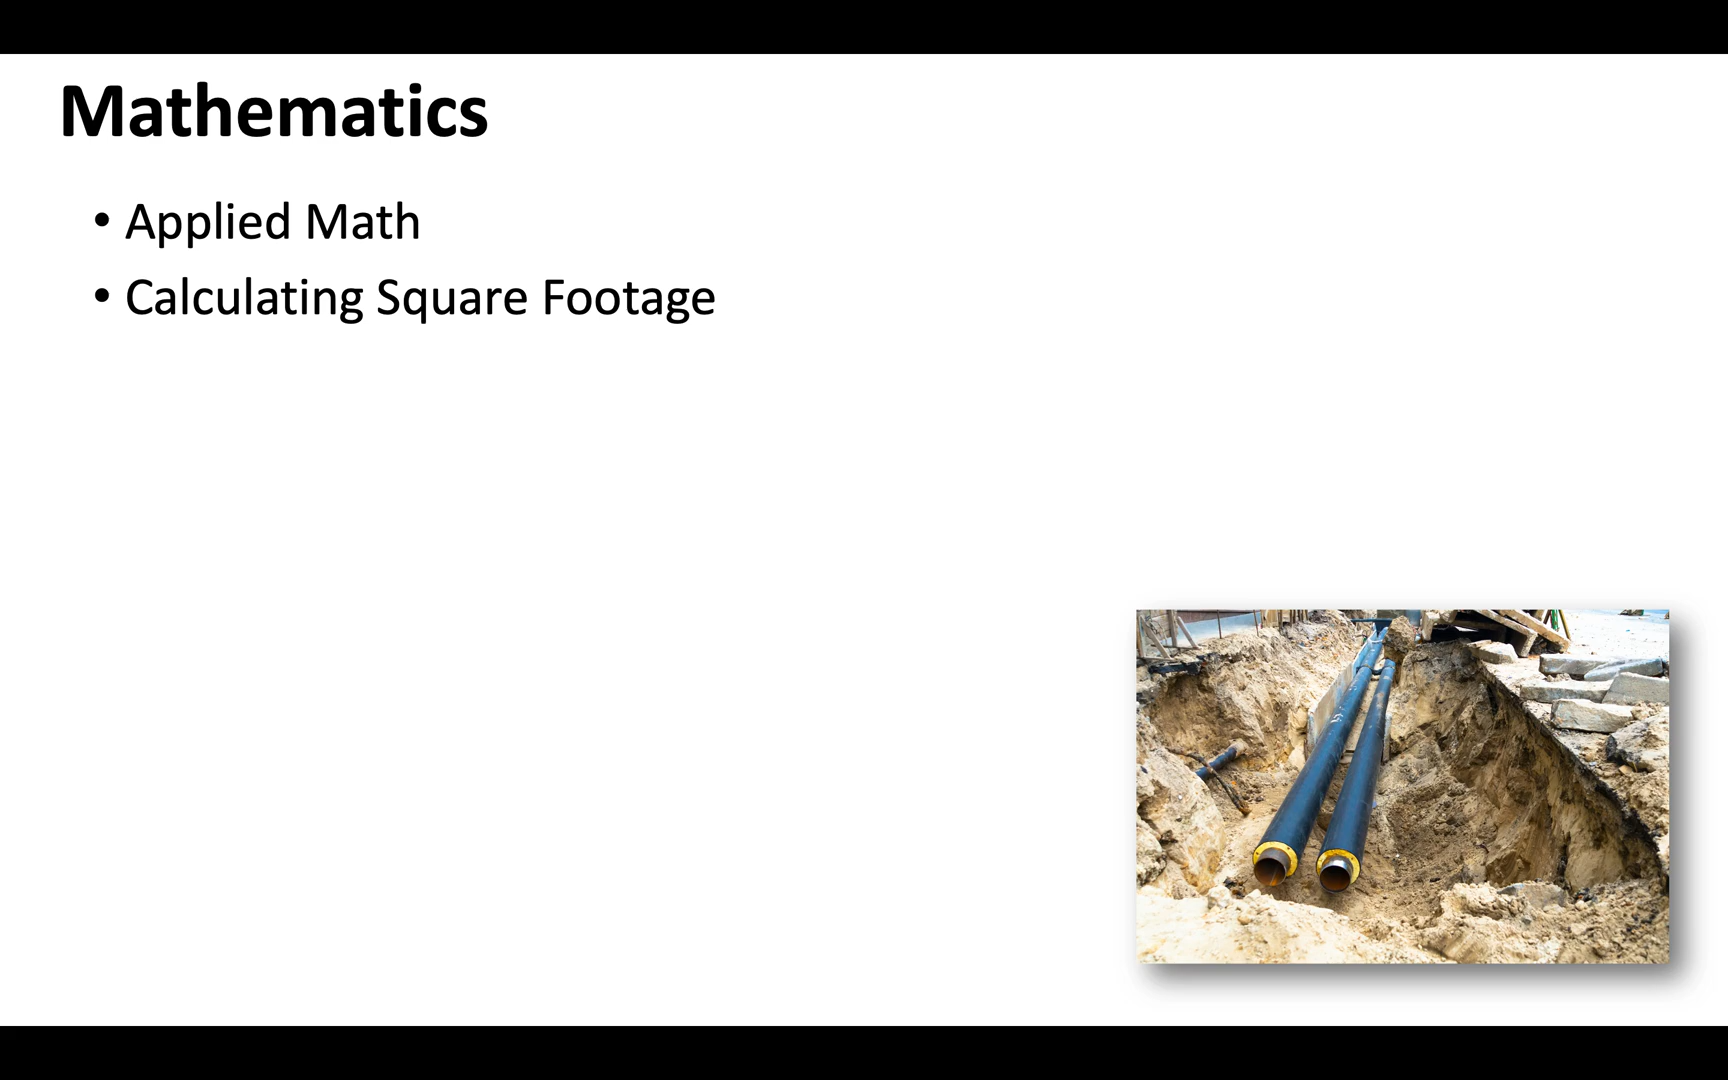 Mathematics
• Applied Math
• Calculating Square Footage